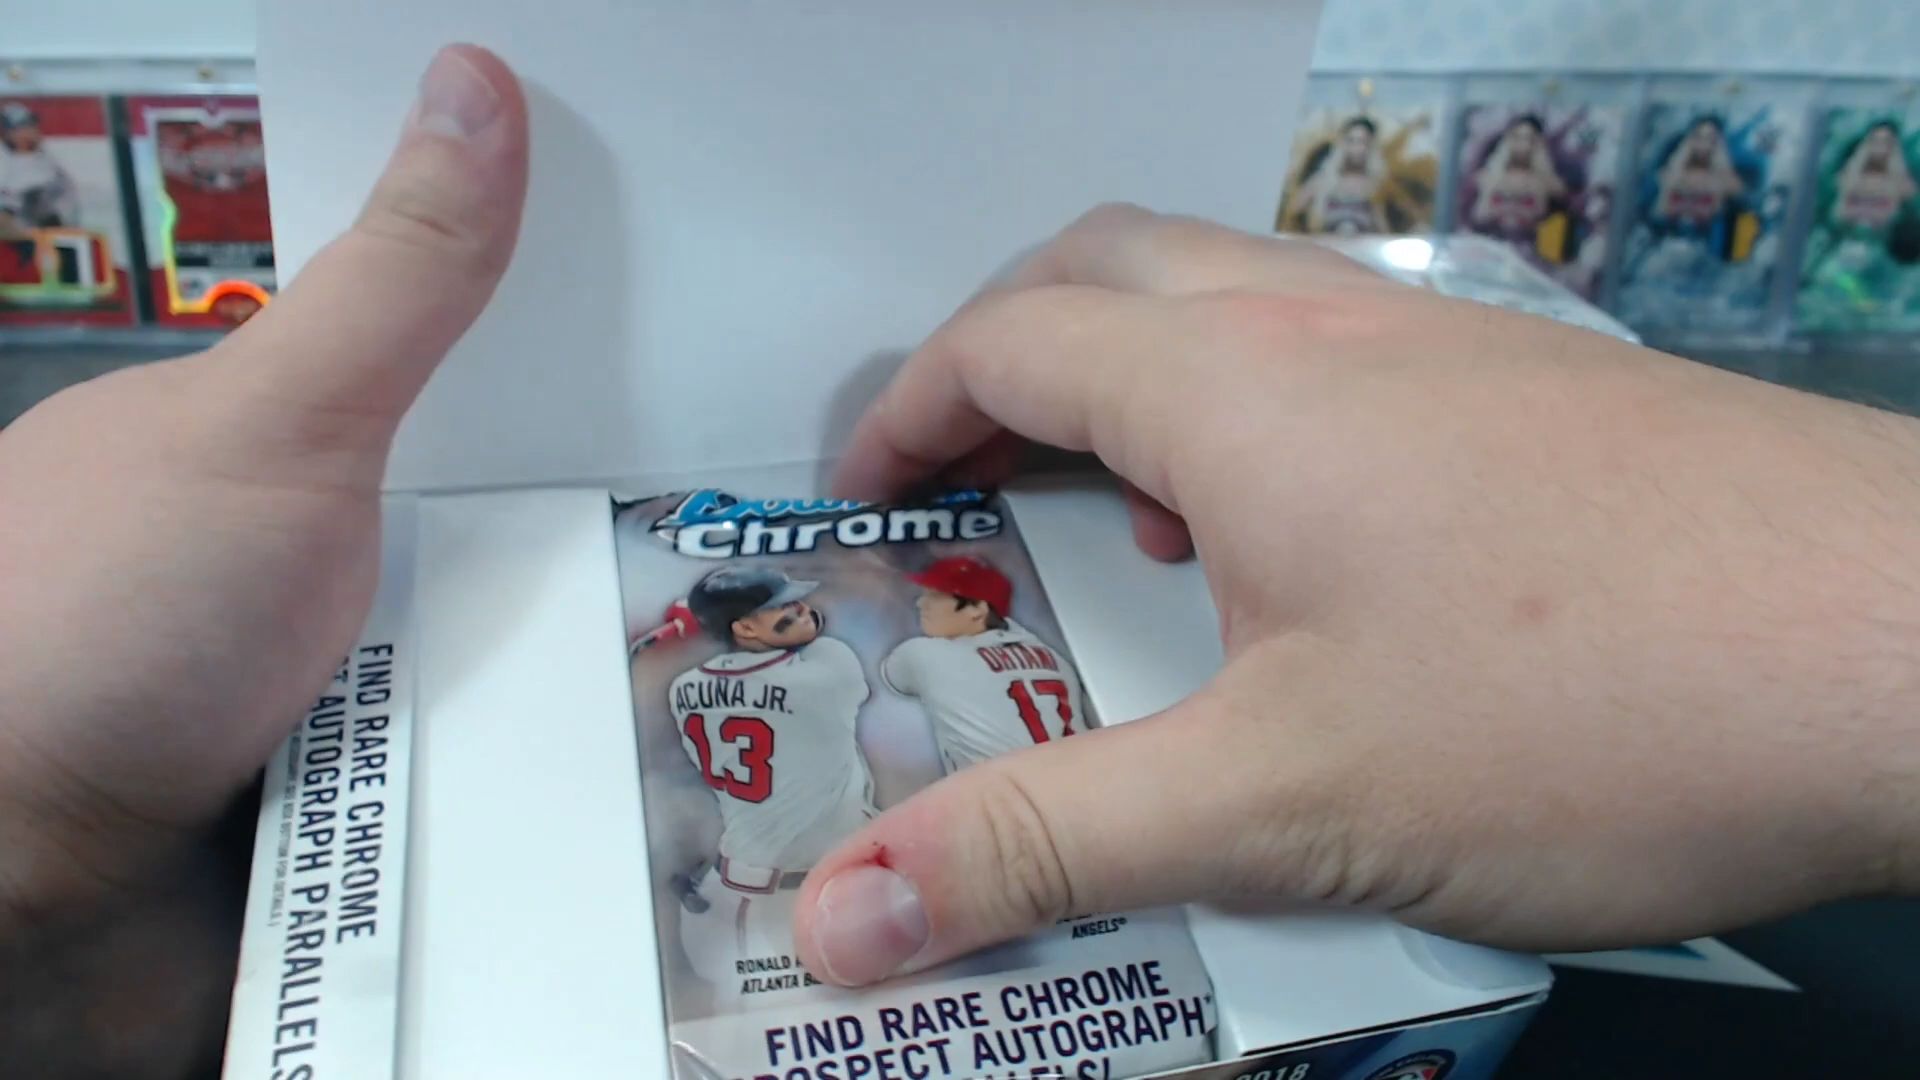 Chrome
ACUÑA JR.
13
OHTANI
17
RONALD
ATLANTA
ANGELS
FIND RARE CHROME
PROSPECT AUTOGRAPH*
FIND RARE CHROME
AUTOGRAPH PARALLELS
2018